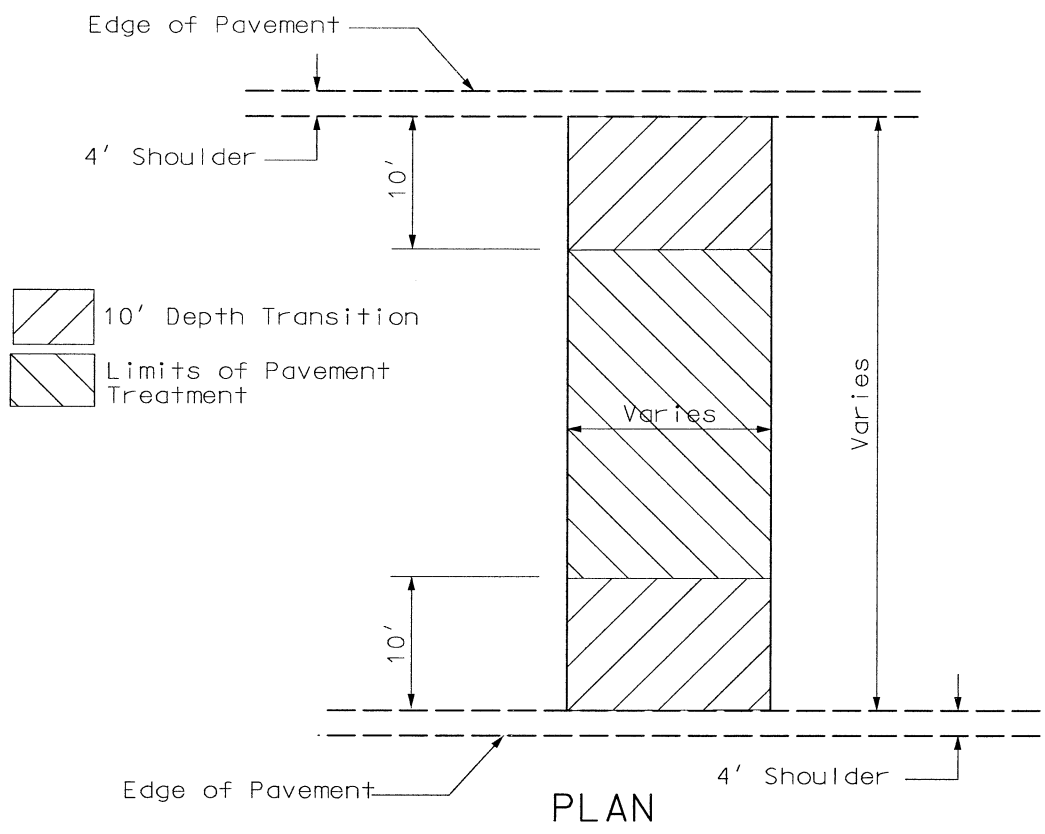 Edge of Pavement
4' Shoulder
10'
10' Depth Transition
Limits of Pavement
Treatment
Varies
Varies
10'
Edge of Pavement
4' Shoulder
PLAN